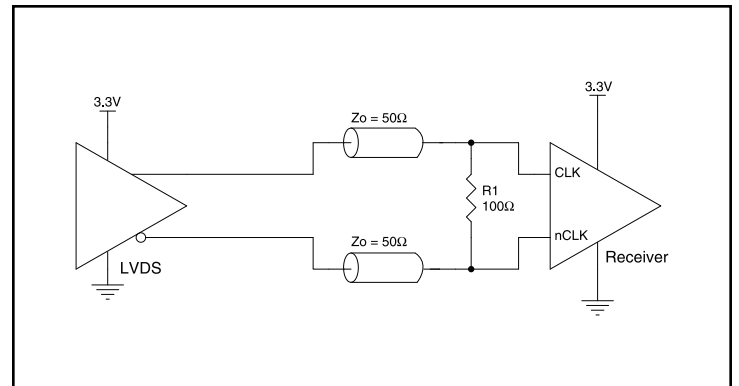 3.3V
LVDS
Zo = 50Ω
Zo = 50Ω
R1
100Ω
3.3V
CLK
nCLK
Receiver